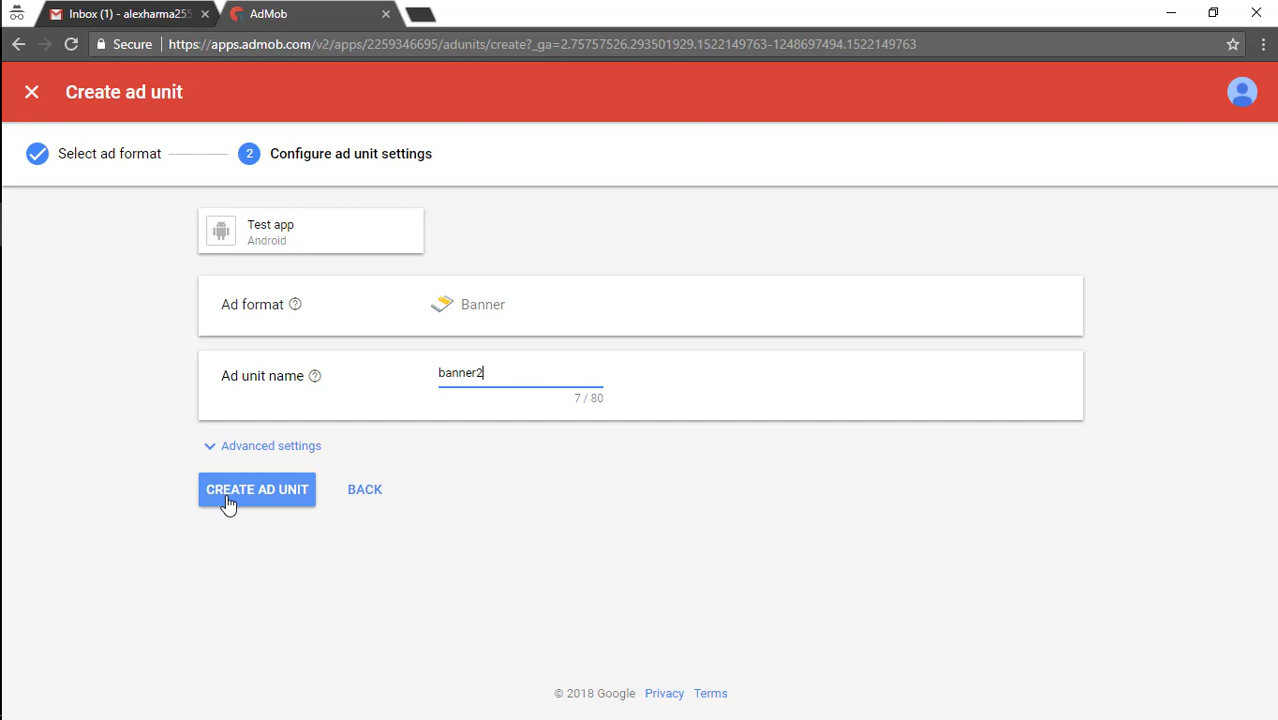 Inbox (1) - alexharma255
AdMob
Secure
https://apps.admob.com/v2/apps/2259346695/adunits/create?_ga=2.75757526.293501929.1522149763-1248697494.1522149763
Create ad unit
Select ad format
2
Configure ad unit settings
Test app
Android
Ad format
Banner
Ad unit name
banner2
7 / 80
Advanced settings
CREATE AD UNIT
BACK
© 2018 Google Privacy Terms